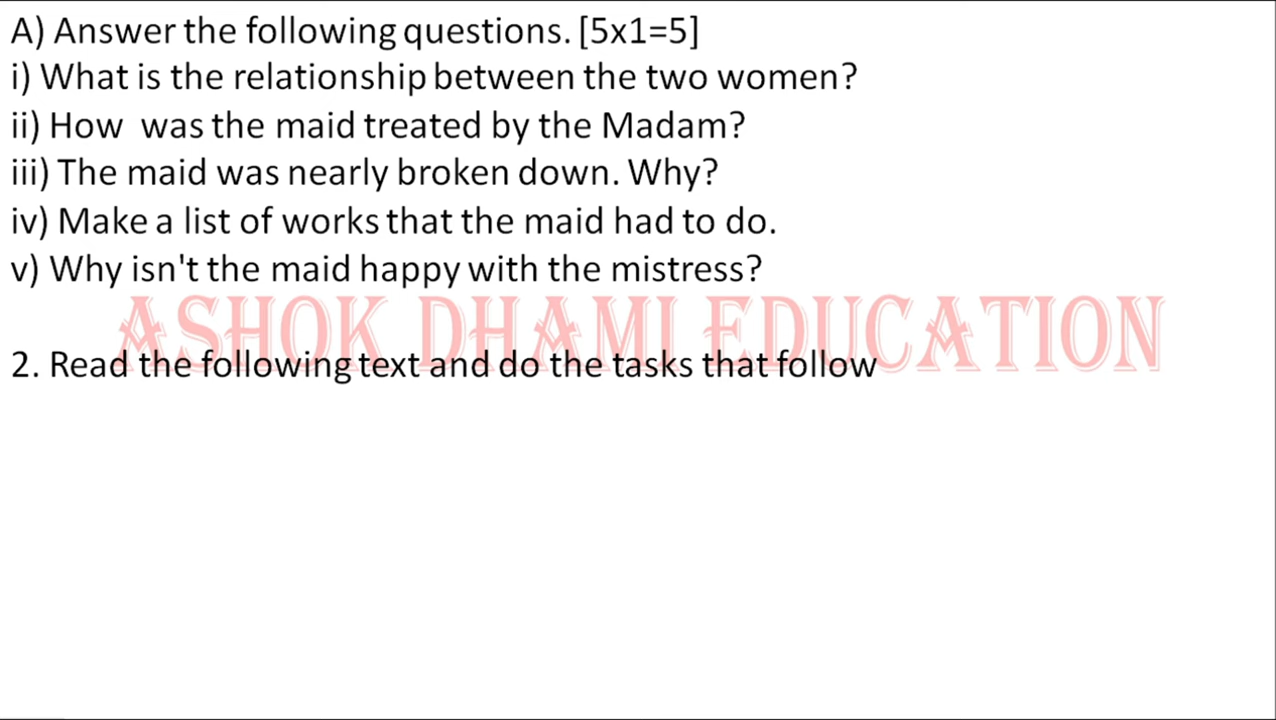 A) Answer the following questions. [5x1=5]
i) What is the relationship between the two women?
ii) How was the maid treated by the Madam?
iii) The maid was nearly broken down. Why?
iv) Make a list of works that the maid had to do.
v) Why isn't the maid happy with the mistress?
ASHOK DHAMI EDUCATION
2. Read the following text and do the tasks that follow